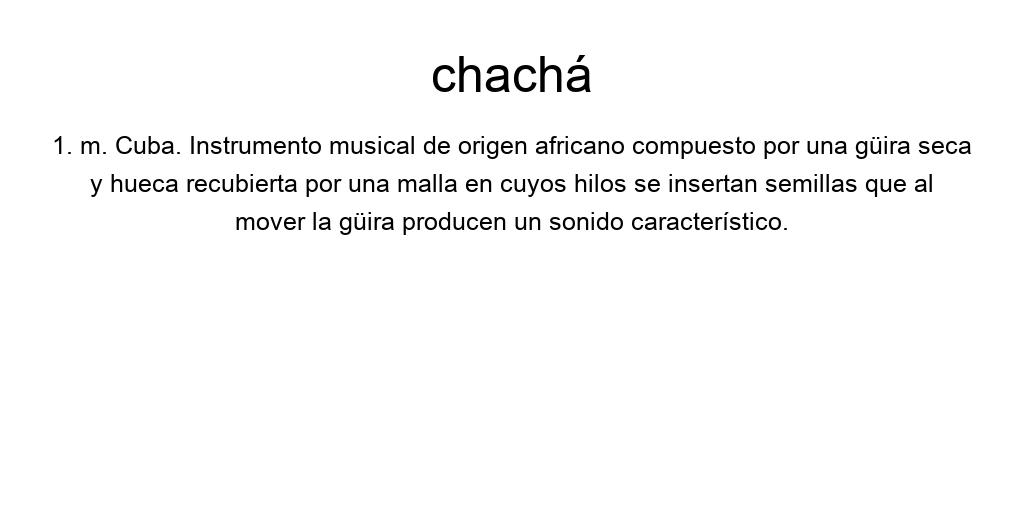 chachá
1. m. Cuba. Instrumento musical de origen africano compuesto por una güira seca
y hueca recubierta por una malla en cuyos hilos se insertan semillas que al
mover la güira producen un sonido característico.